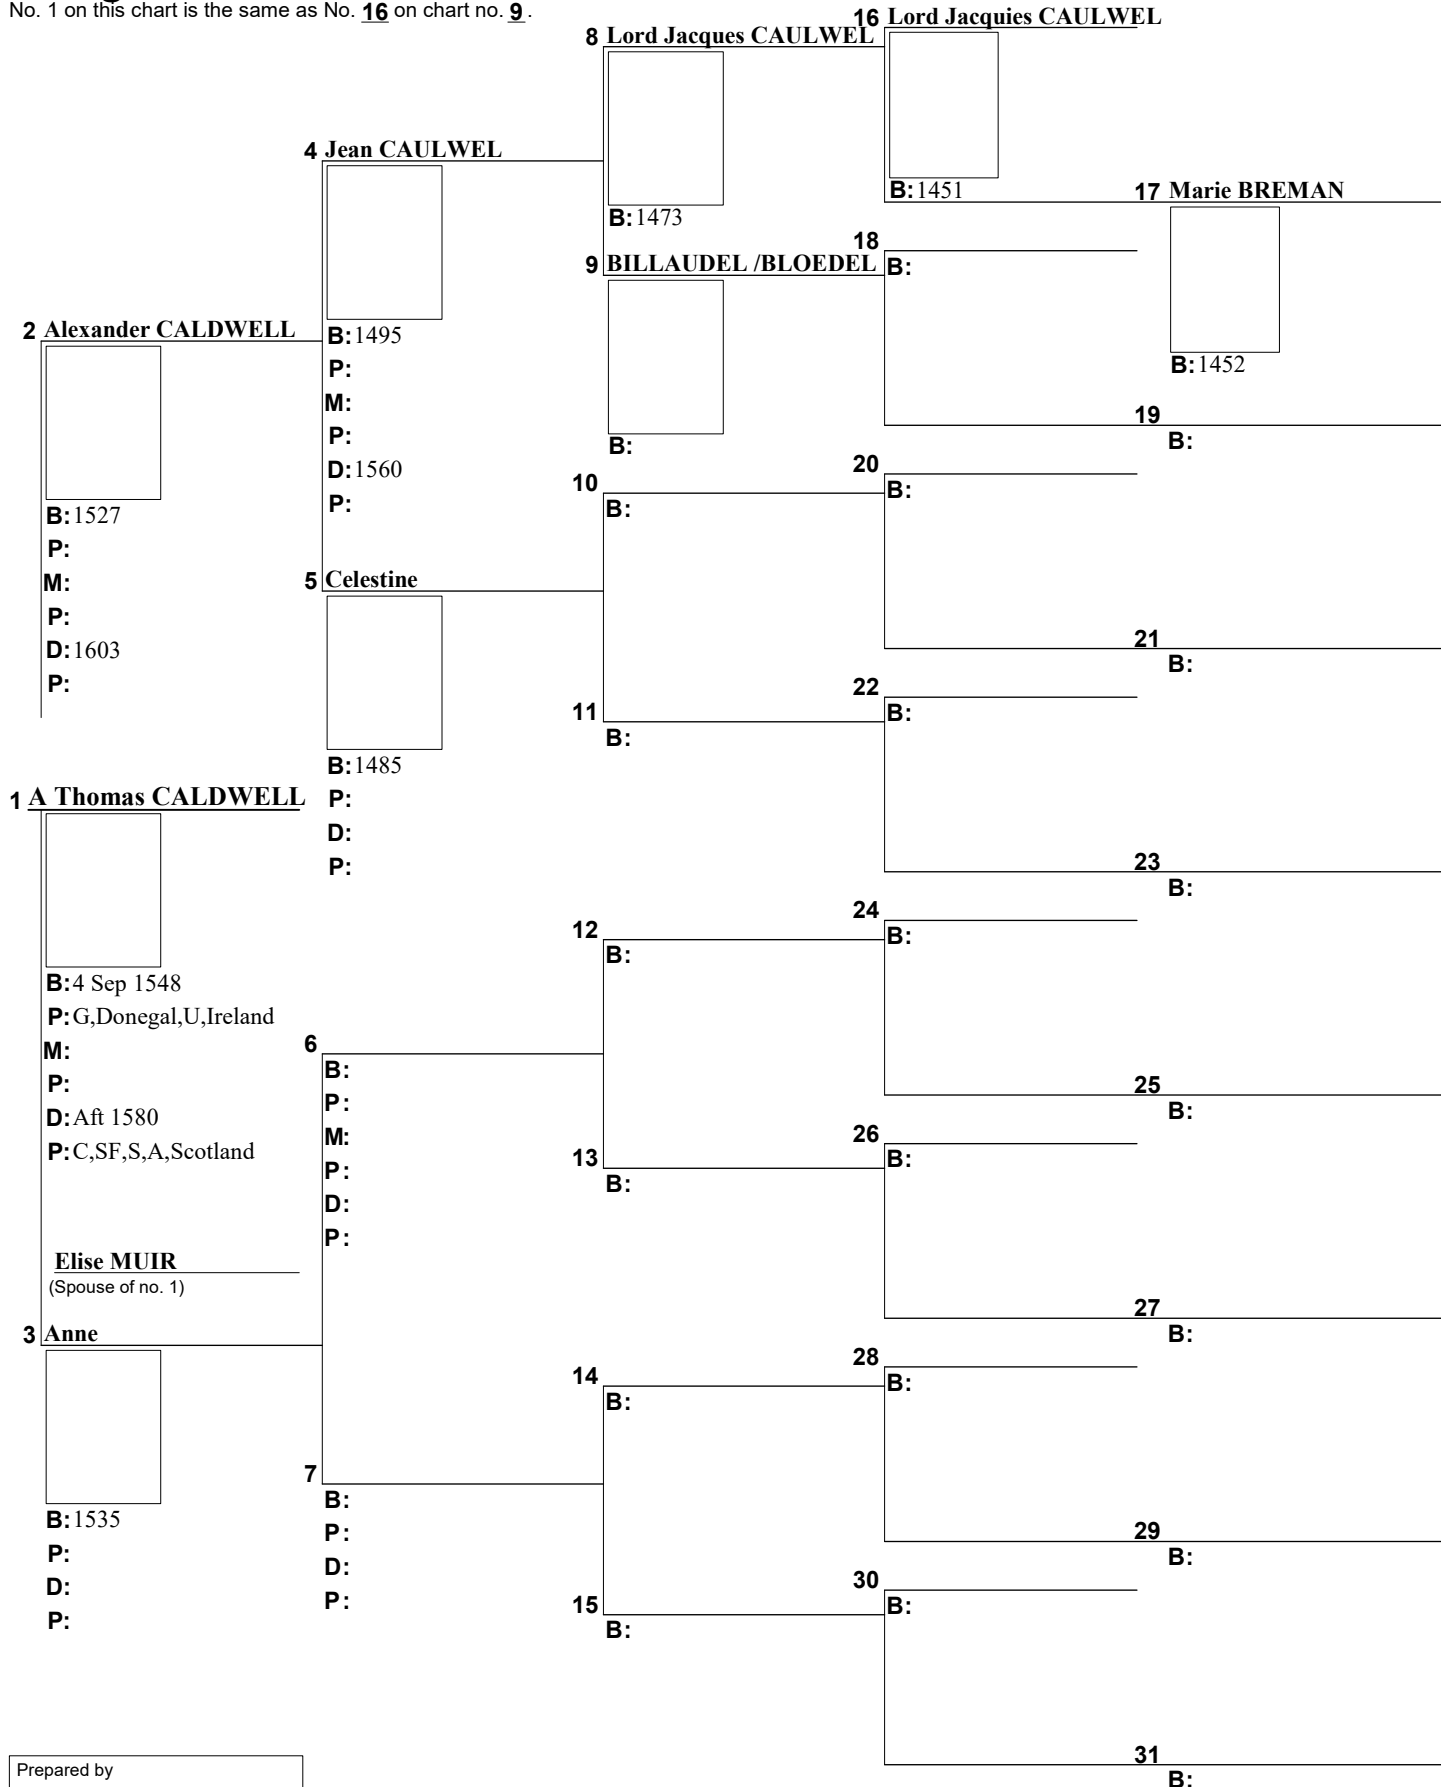 No. 1 on this chart is the same as No. 16 on chart no. 9 .
16 Lord Jacquies CAULWEL
B: 1451
8 Lord Jacques CAULWEL
B: 1473
17 Marie BREMAN
B: 1452
4 Jean CAULWEL
B: 1495
P:
M:
P:
D: 1560
P:
18
B:
9 BILLAUDEL /BLOEDEL
B:
19
B:
2 Alexander CALDWELL
B: 1527
P:
M:
P:
D: 1603
P:
20
B:
10
B:
21
B:
5 Celestine
B: 1485
P:
D:
P:
22
B:
11
B:
23
B:
1 A Thomas CALDWELL
B: 4 Sep 1548
P: G,Donegal,U,Ireland
M:
P:
D: Aft 1580
P: C,SF,S,A,Scotland
24
B:
12
B:
25
B:
6
B:
P:
M:
P:
D:
P:
26
B:
13
B:
27
B:
Elise MUIR
(Spouse of no. 1)
3 Anne
B: 1535
P:
D:
P:
28
B:
14
B:
29
B:
7
B:
P:
D:
P:
30
B:
15
B:
31
B:
Prepared by